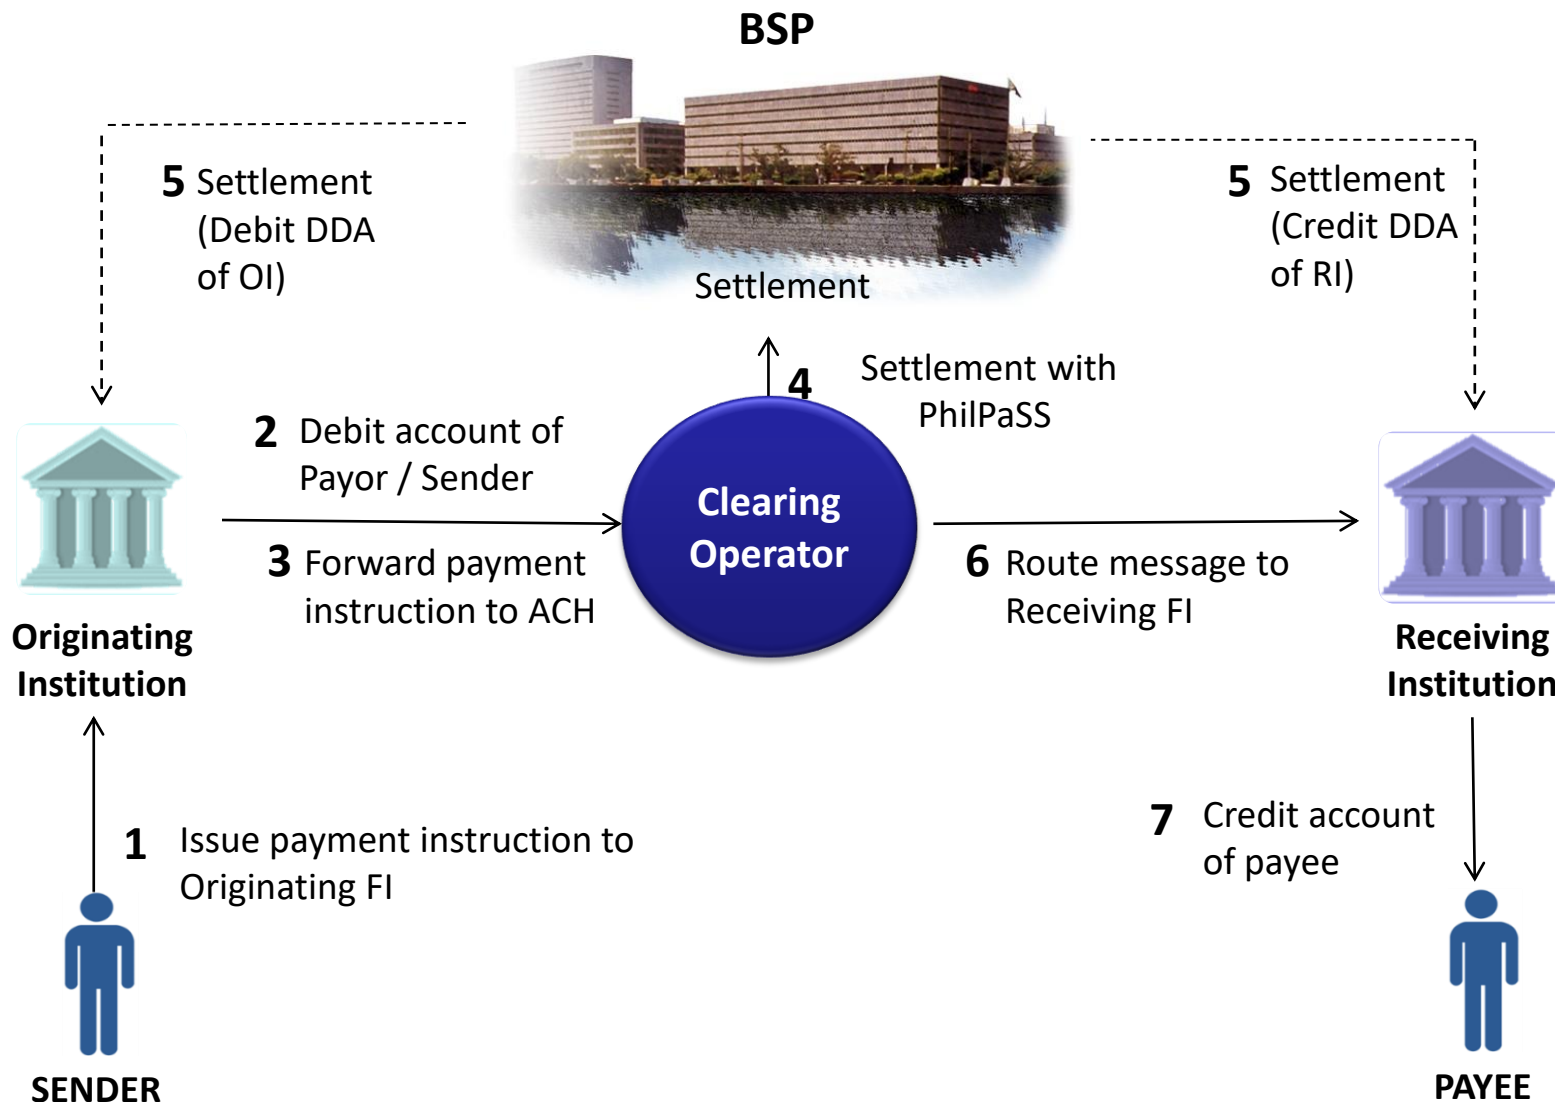 BSP
5 Settlement
(Debit DDA
of OI)
5 Settlement
(Credit DDA
of RI)
Settlement
4 Settlement with
PhilPaSS
2 Debit account of
Payor / Sender
Clearing
Operator
3 Forward payment
instruction to ACH
6 Route message to
Receiving FI
Originating
Institution
Receiving
Institution
1 Issue payment instruction to
Originating FI
7 Credit account
of payee
SENDER
PAYEE